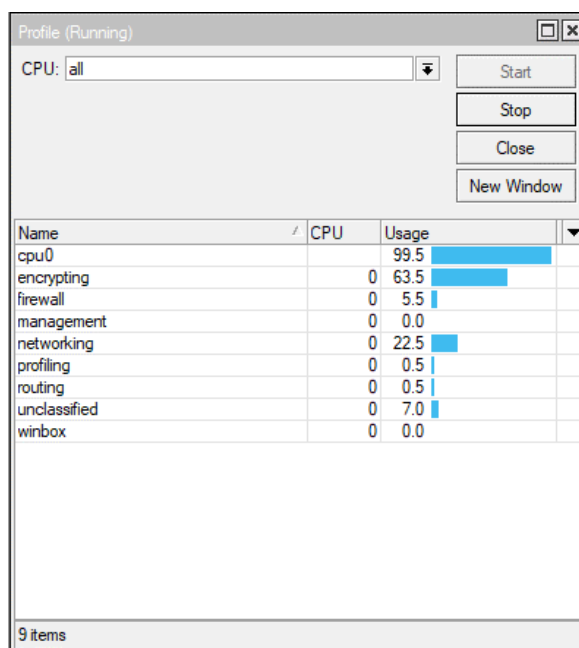 Profile (Running)
CPU: all
Start
Stop
Close
New Window
Name CPU Usage
cpu0 99.5
encrypting 0 63.5
firewall 0 5.5
management 0 0.0
networking 0 22.5
profiling 0 0.5
routing 0 0.5
unclassified 0 7.0
winbox 0 0.0
9 items